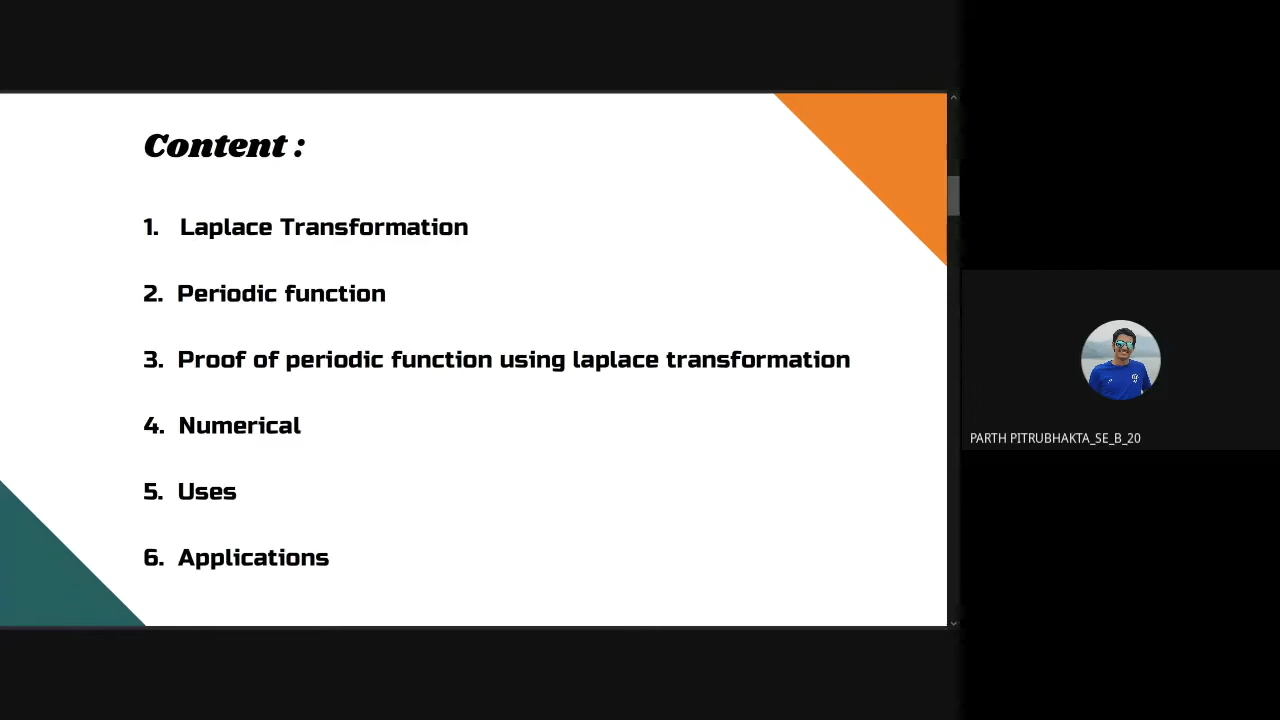 Content :
1. Laplace Transformation
2. Periodic function
3. Proof of periodic function using laplace transformation
4. Numerical
5. Uses
6. Applications
PARTH PITRUBHAKTA_SE_B_20